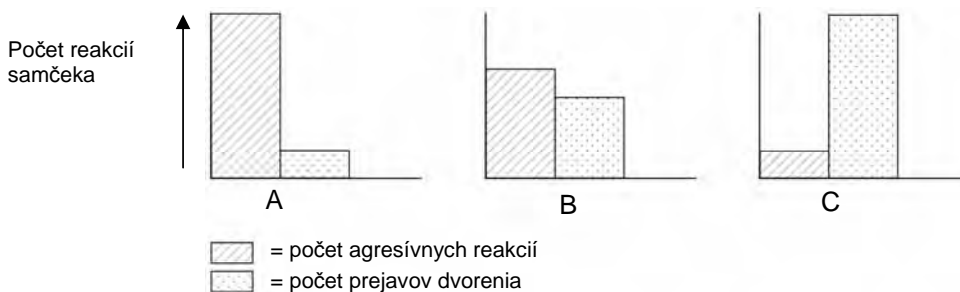 Počet reakcií
samčeka
A
B
C
= počet agresívnych reakcií
= počet prejavov dvorenia